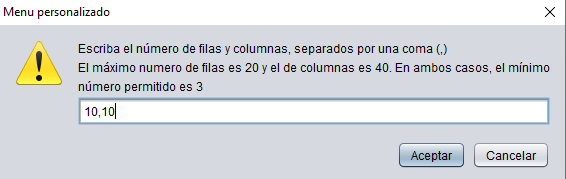 Menu personalizado
Escriba el número de filas y columnas, separados por una coma (,)
El máximo numero de filas es 20 y el de columnas es 40. En ambos casos, el mínimo
número permitido es 3
10,10
Aceptar
Cancelar